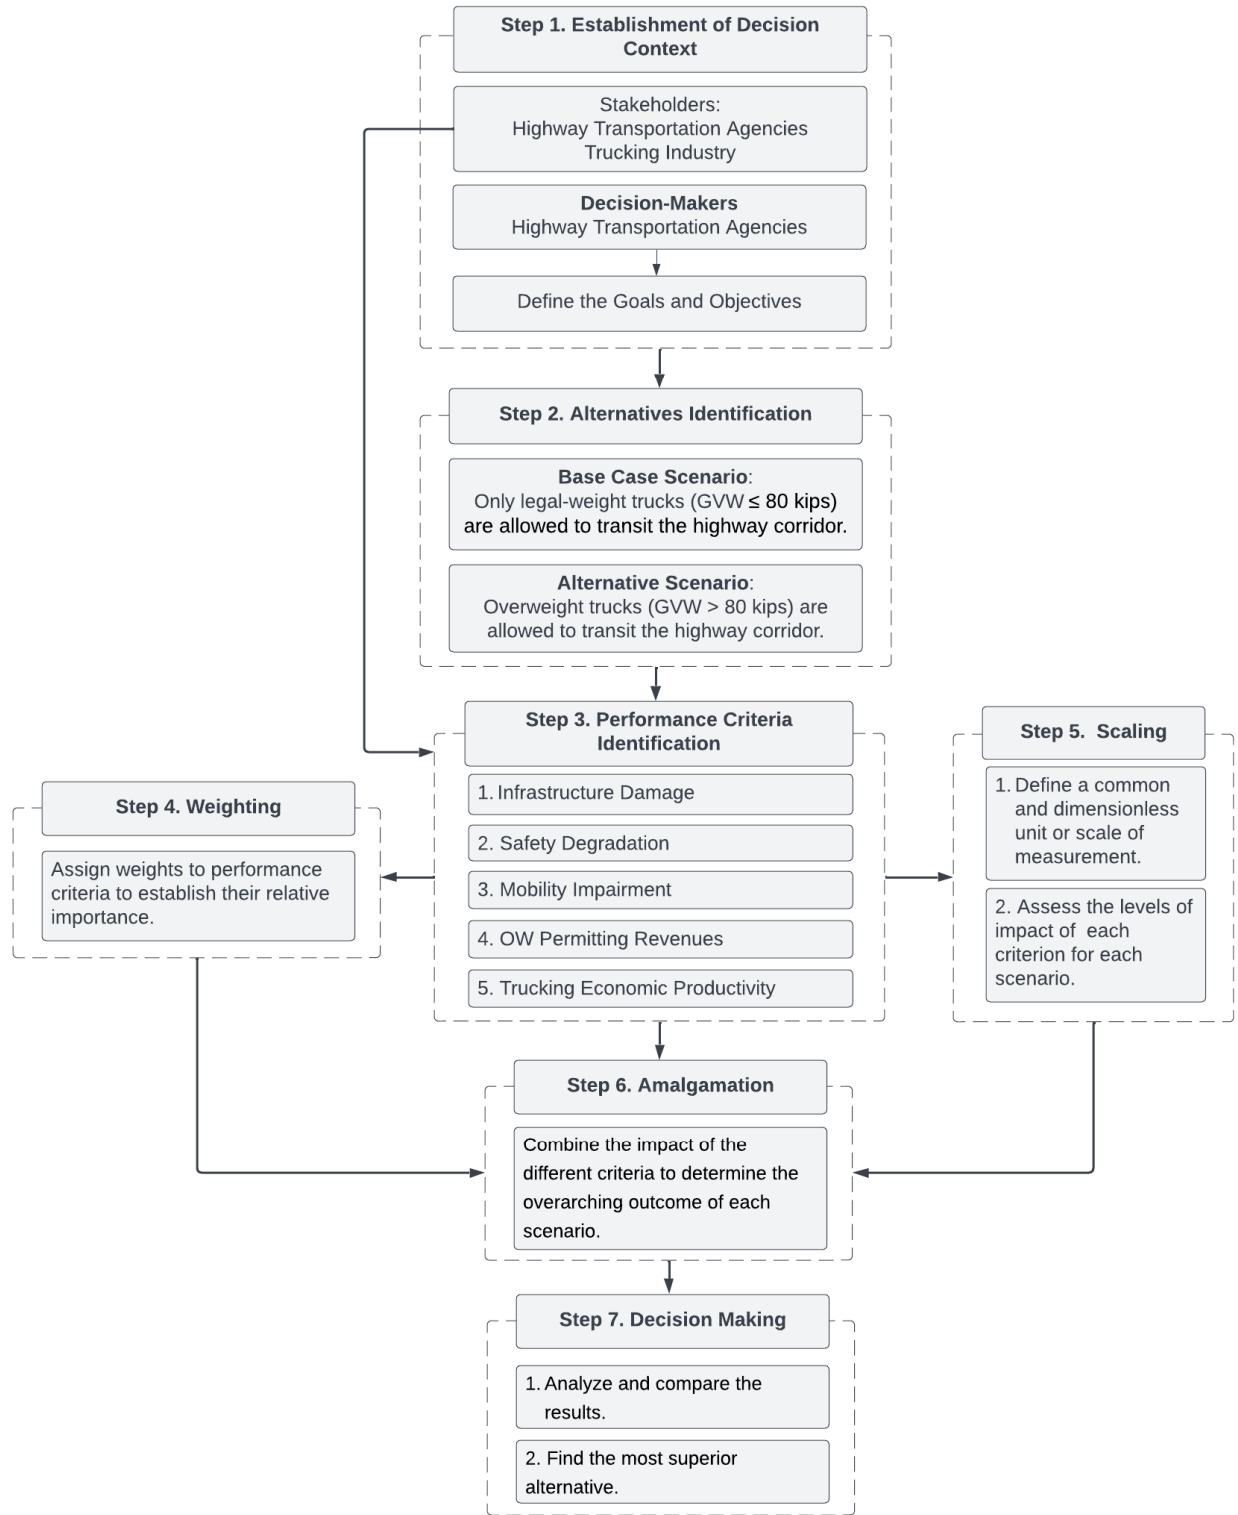 Step 1. Establishment of Decision
Context
Stakeholders:
Highway Transportation Agencies
Trucking Industry
Decision-Makers
Highway Transportation Agencies
Define the Goals and Objectives
Step 2. Alternatives Identification
Base Case Scenario:
Only legal-weight trucks (GVW ≤ 80 kips)
are allowed to transit the highway corridor.
Alternative Scenario:
Overweight trucks (GVW > 80 kips) are
allowed to transit the highway corridor.
Step 3. Performance Criteria
Identification
1. Infrastructure Damage
2. Safety Degradation
3. Mobility Impairment
4. OW Permitting Revenues
5. Trucking Economic Productivity
Step 4. Weighting
Assign weights to performance
criteria to establish their relative
importance.
Step 5. Scaling
1. Define a common
and dimensionless
unit or scale of
measurement.
2. Assess the levels of
impact of each
criterion for each
scenario.
Step 6. Amalgamation
Combine the impact of the
different criteria to determine the
overarching outcome of each
scenario.
Step 7. Decision Making
1. Analyze and compare the
results.
2. Find the most superior
alternative.